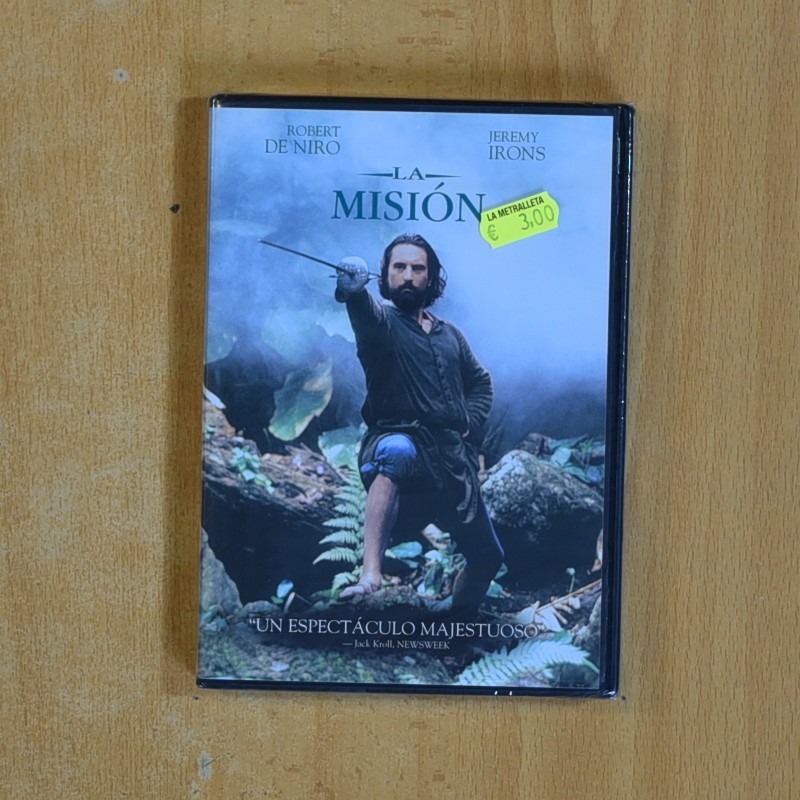 ROBERT
DE NIRO
JEREMY
IRONS
LA
MISIÓN
LA METRALLETA
€ 3,00
"UN ESPECTÁCULO MAJESTUOSO"
— Jack Kroll, NEWSWEEK